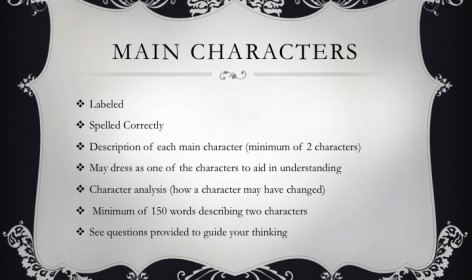 MAIN CHARACTERS
❖ Labeled
❖ Spelled Correctly
❖ Description of each main character (minimum of 2 characters)
❖ May dress as one of the characters to aid in understanding
❖ Character analysis (how a character may have changed)
❖ Minimum of 150 words describing two characters
❖ See questions provided to guide your thinking